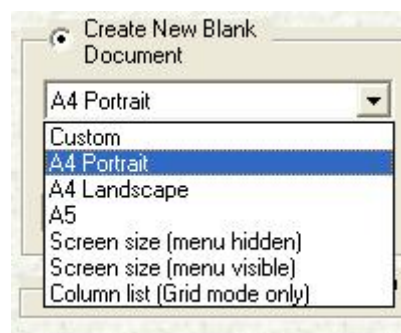 Create New Blank
Document
A4 Portrait
Custom
A4 Portrait
A4 Landscape
A5
Screen size (menu hidden)
Screen size (menu visible)
Column list (Grid mode only)